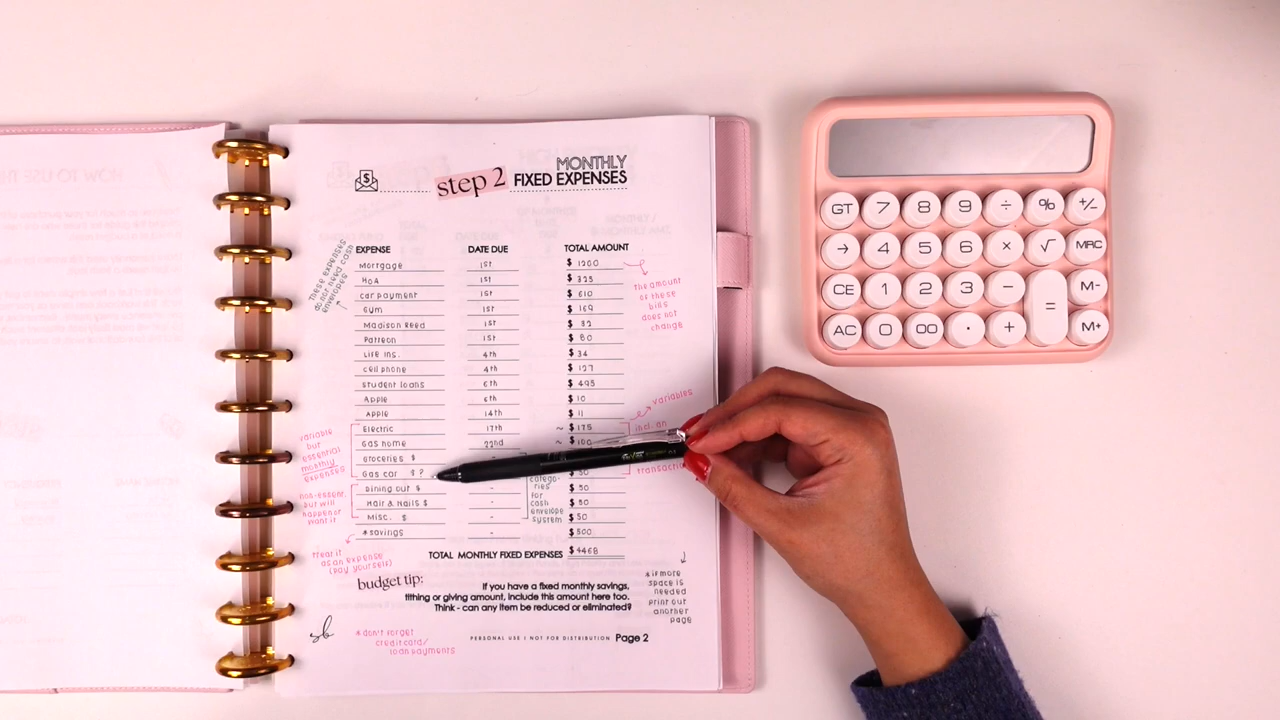 step 2 MONTHLY
FIXED EXPENSES
These expenses
do not need cash
envelopes
EXPENSE DATE DUE TOTAL AMOUNT
Mortgage 1st $ 1200
HOA 1st $ 325
car payment 1st $ 610
Gym 1st $ 169
Madison Reed 1st $ 32
Patreon 1st $ 80
Life ins. 4th $ 34
cell phone 4th $ 127
student loans 6th $ 495
Apple 6th $ 10
Apple 14th $ 11
Electric 17th ~ $ 175
Gas home 22nd ~ $ 100
Groceries $ -
Gas car $ ?
Dining out $ - $ 50
Hair & Nails $ - $
Misc. $ - $ 50
*savings - $ 500
TOTAL MONTHLY FIXED EXPENSES $ 4468
The amount
of these
bills
does not
change
variables
incl. an
transaction
variable
but
essential
monthly
expenses
non-essent.
but will
happen or
want it
catego-
ries
for
cash
envelope
system
treat it
as an expense
(pay yourself)
budget tip:
If you have a fixed monthly savings,
tithing or giving amount, include this amount here too.
Think - can any item be reduced or eliminated?
* if more
space is
needed
print out
another
page
* don't forget
credit card/
loan payments
PERSONAL USE | NOT FOR DISTRIBUTION Page 2
GT 7 8 9 ÷ % +/-
→ 4 5 6 × √ MRC
CE 1 2 3 − = M-
AC 0 00 · + M+